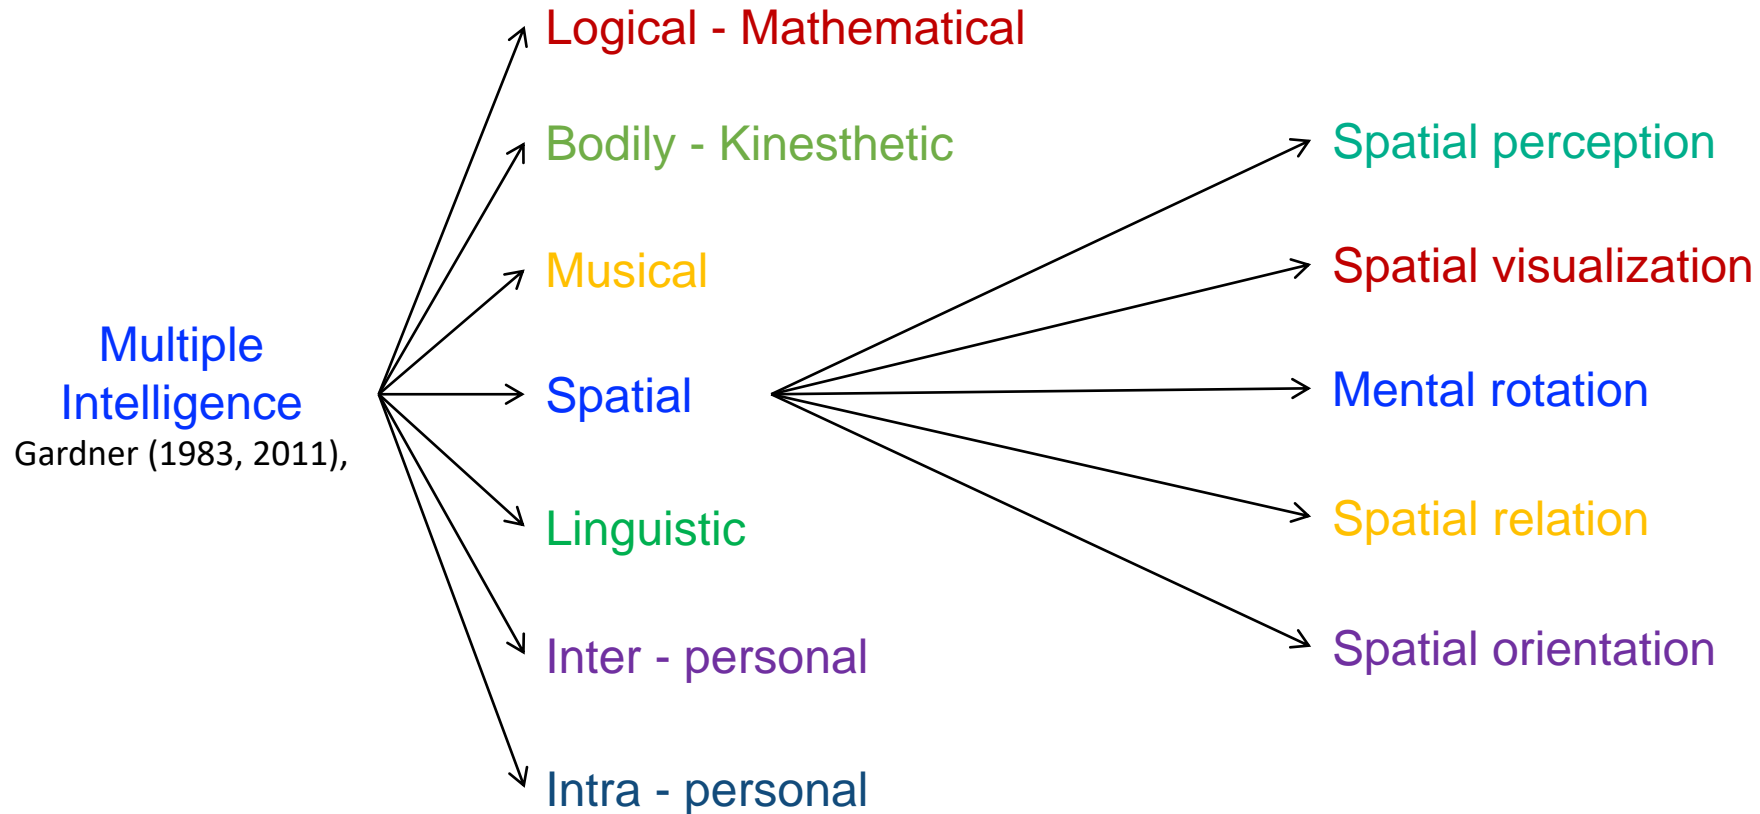 Multiple
Intelligence
Gardner (1983, 2011),
Logical - Mathematical
Bodily - Kinesthetic
Musical
Spatial
Linguistic
Inter - personal
Intra - personal
Spatial perception
Spatial visualization
Mental rotation
Spatial relation
Spatial orientation